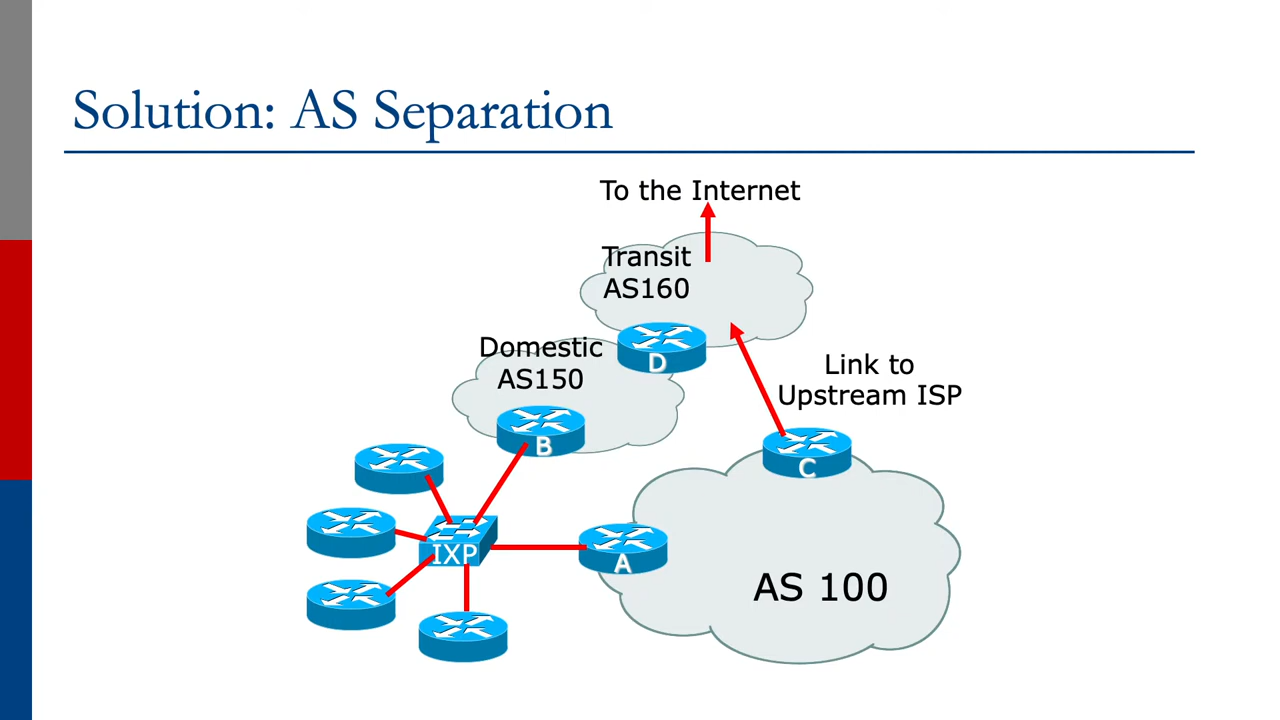 Solution: AS Separation
To the Internet
Transit
AS160
D
Domestic
AS150
B
Link to
Upstream ISP
C
IXP
A
AS 100